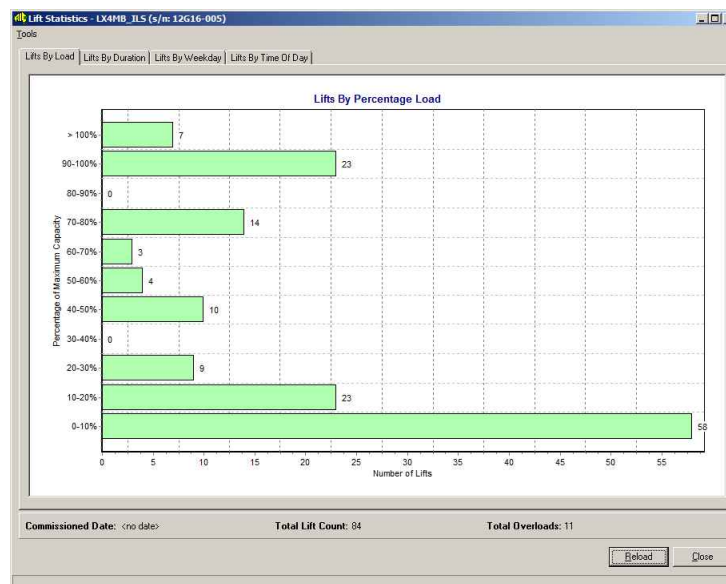 Lift Statistics - LX4MB_ILS (s/n: 12G16-005)
Tools
Lifts By Load Lifts By Duration Lifts By Weekday Lifts By Time Of Day
Lifts By Percentage Load
> 100% 7
90-100% 23
80-90% 0
70-80% 14
60-70% 3
50-60% 4
40-50% 10
30-40% 0
20-30% 9
10-20% 23
0-10% 58
Percentage of Maximum Capacity
0 5 10 15 20 25 30 35 40 45 50 55
Number of Lifts
Commissioned Date: <no date> Total Lift Count: 84 Total Overloads: 11
Reload Close